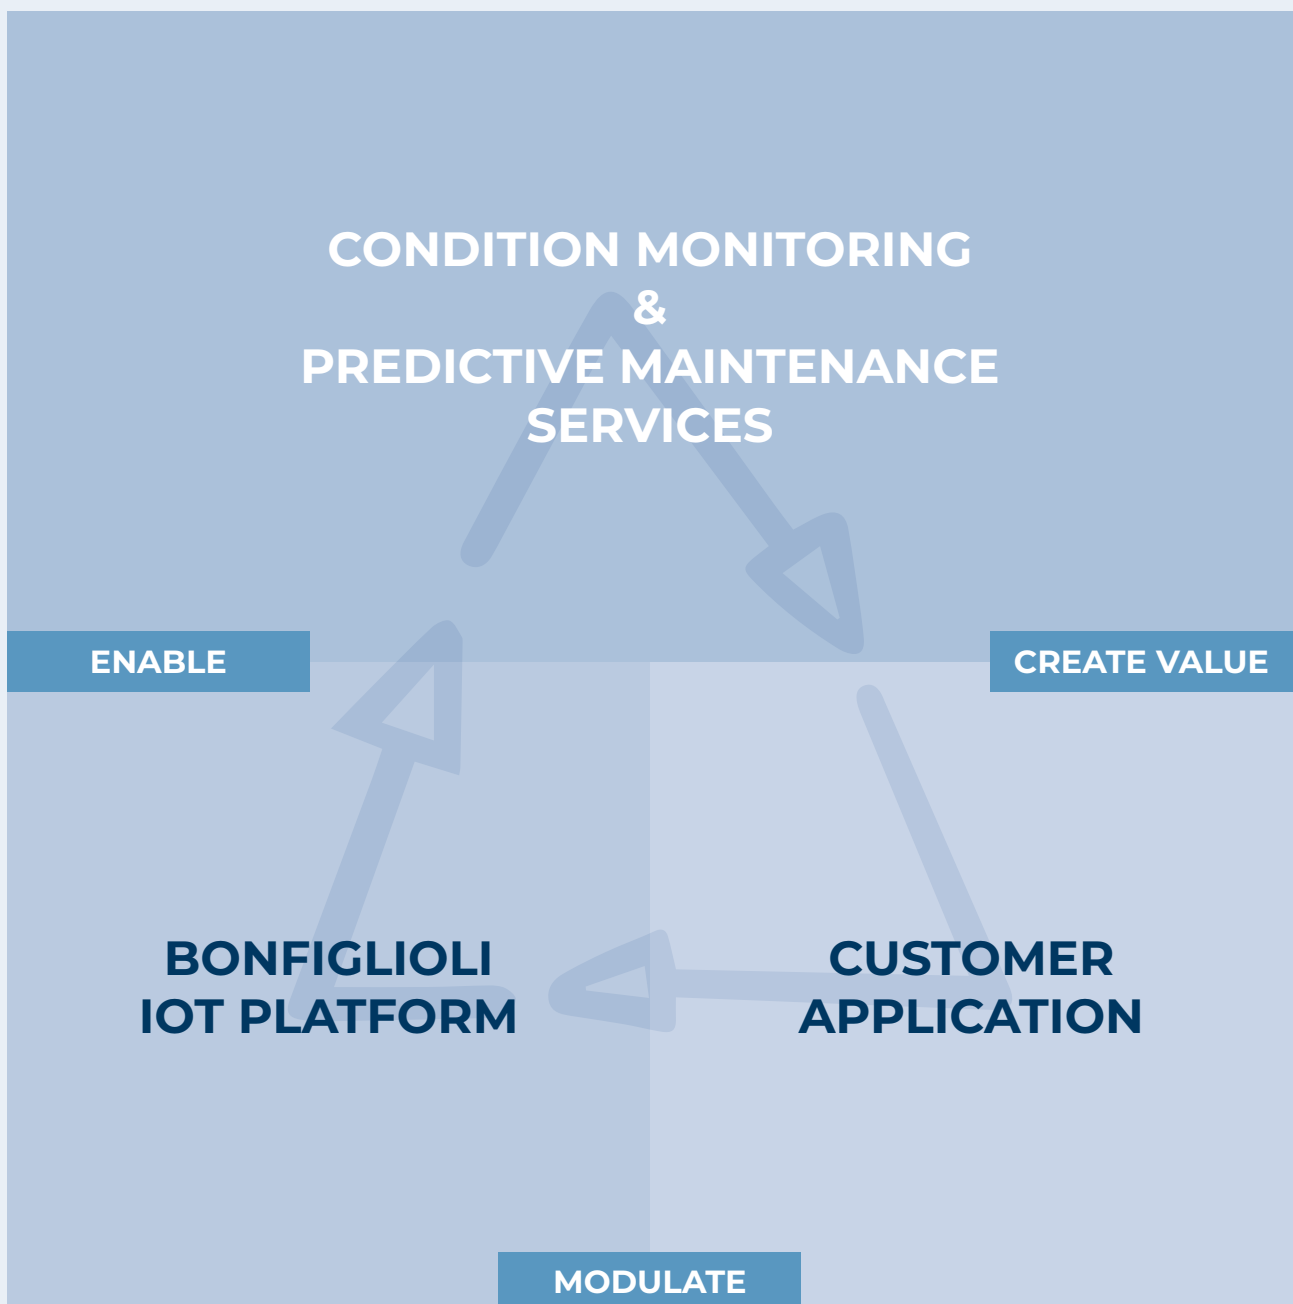 CONDITION MONITORING
&
PREDICTIVE MAINTENANCE
SERVICES
ENABLE
CREATE VALUE
BONFIGLIOLI
IOT PLATFORM
CUSTOMER
APPLICATION
MODULATE